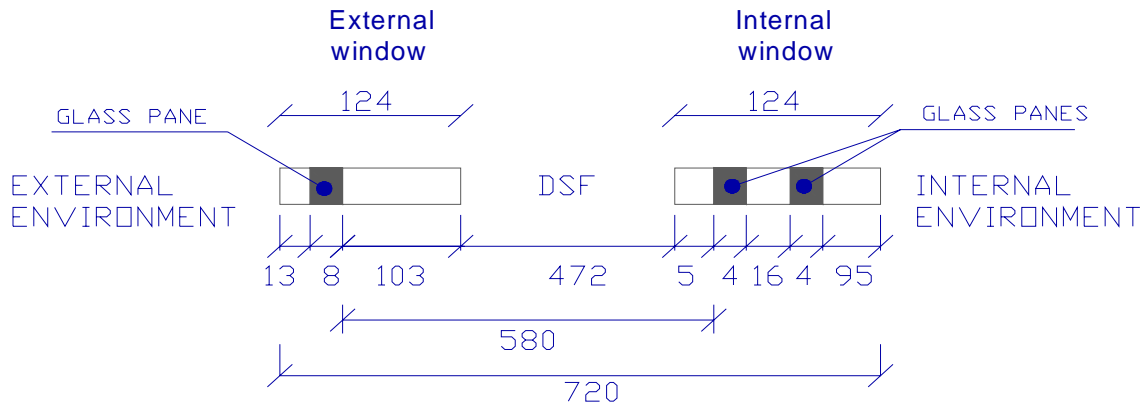 External
window
Internal
window
124
124
GLASS PANE
GLASS PANES
EXTERNAL
ENVIRONMENT
DSF
INTERNAL
ENVIRONMENT
13 8 103 472 5 4 16 4 95
580
720